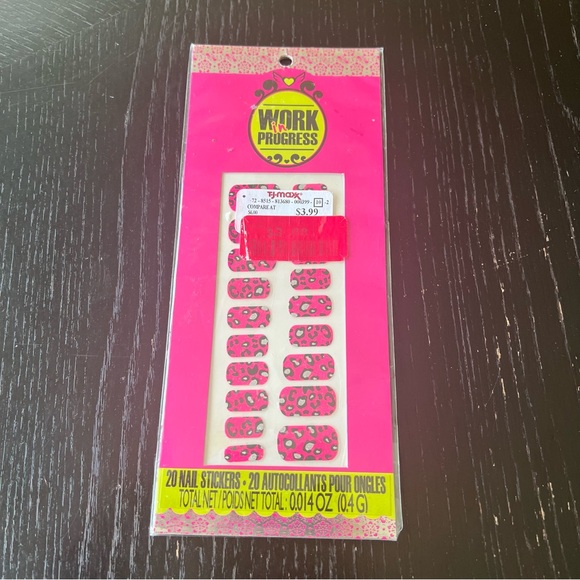 WORK
in
PROGRESS
TJ-maxx
COMPARE AT
$3.99
20 NAIL STICKERS • 20 AUTOCOLLANTS POUR ONGLES
TOTAL NET / POIDS NET TOTAL : 0.014 OZ (0.4 G)